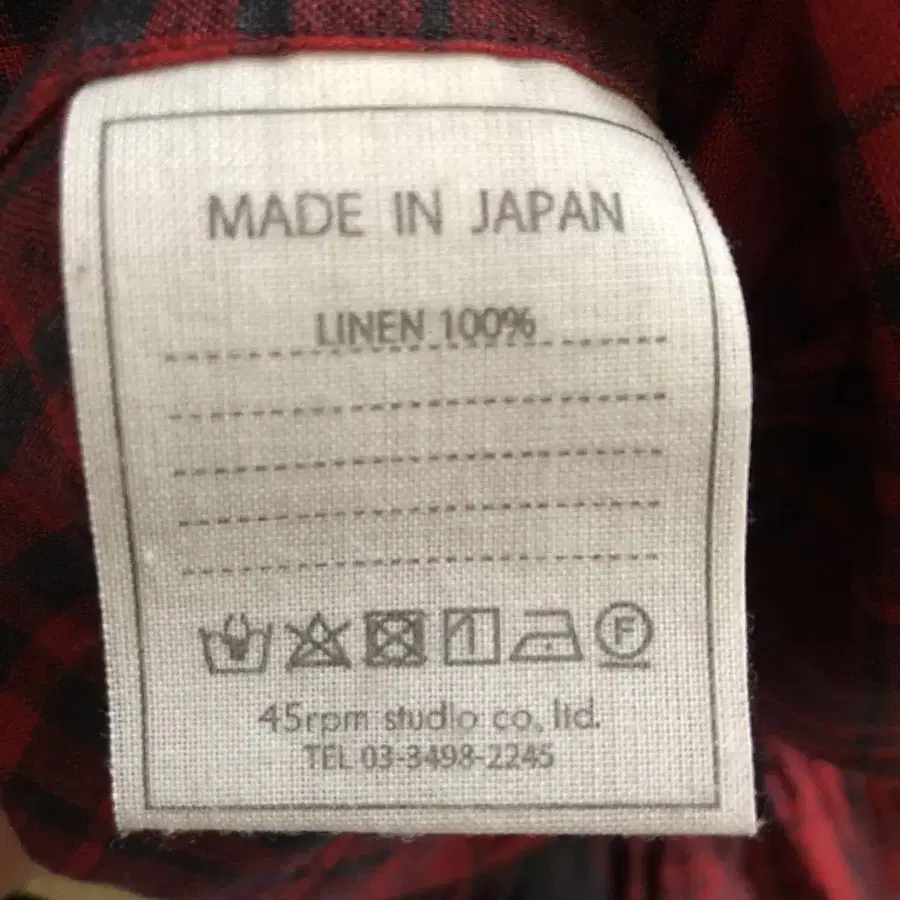 MADE IN JAPAN
LINEN 100%
F
45rpm studio co., ltd.
TEL 03-3498-2245